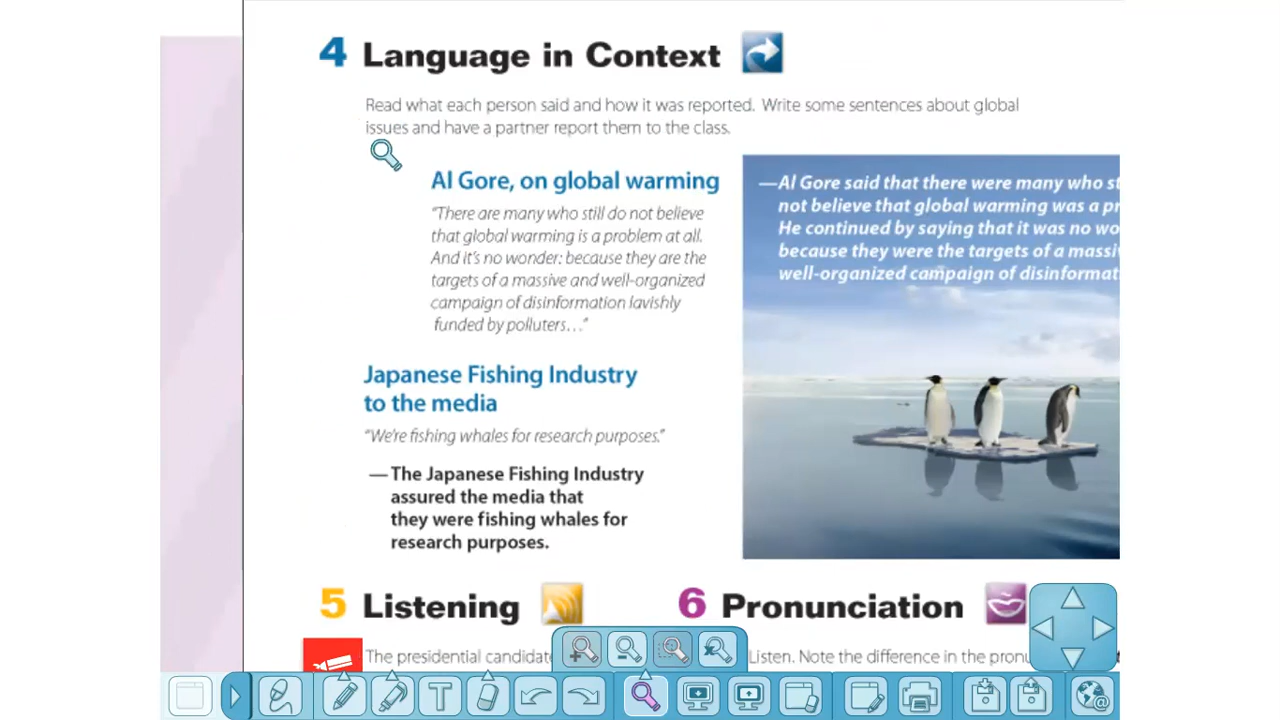 4 Language in Context
Read what each person said and how it was reported. Write some sentences about global
issues and have a partner report them to the class.
Al Gore, on global warming
“There are many who still do not believe
that global warming is a problem at all.
And it’s no wonder: because they are the
targets of a massive and well-organized
campaign of disinformation lavishly
funded by polluters…”
Japanese Fishing Industry
to the media
“We’re fishing whales for research purposes.”
—The Japanese Fishing Industry
assured the media that
they were fishing whales for
research purposes.
—Al Gore said that there were many who
not believe that global warming was a
He continued by saying that it was no
because they were the targets of a
well-organized campaign of
5 Listening
The presidential
6 Pronunciation
Listen. Note the difference in the
T